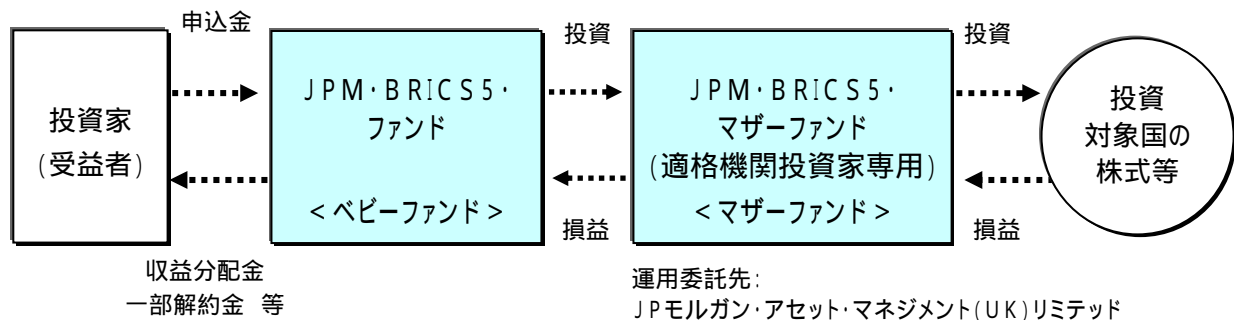 申込金
投資
投資
投資家
(受益者)
JPM・BRICS5・
ファンド
<ベビーファンド>
JPM・BRICS5・
マザーファンド
(適格機関投資家専用)
<マザーファンド>
投資
対象国の
株式等
損益
損益
収益分配金
一部解約金 等
運用委託先:
JPモルガン・アセット・マネジメント(UK)リミテッド